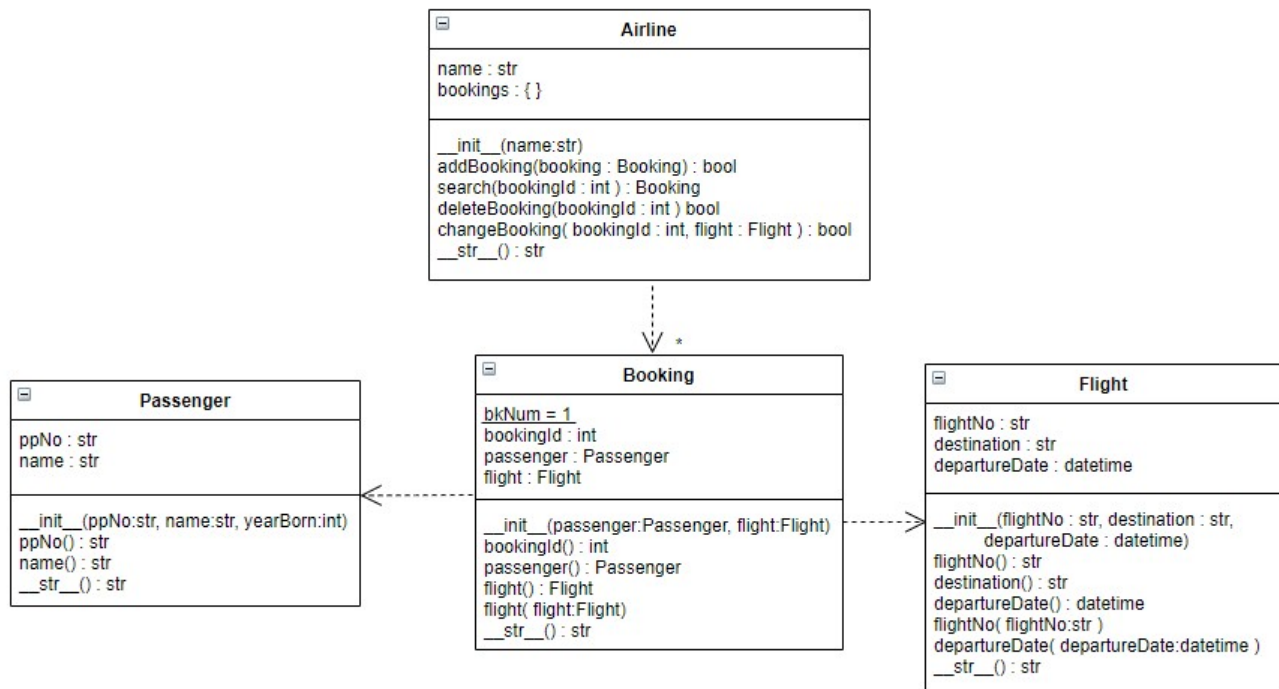 Airline
name : str
bookings : { }
__init__(name:str)
addBooking(booking : Booking) : bool
search(bookingId : int ) : Booking
deleteBooking(bookingId : int ) bool
changeBooking( bookingId : int, flight : Flight ) : bool
__str__() : str
*
Passenger
ppNo : str
name : str
__init__(ppNo:str, name:str, yearBorn:int)
ppNo() : str
name() : str
__str__() : str
Booking
bkNum = 1
bookingId : int
passenger : Passenger
flight : Flight
__init__(passenger:Passenger, flight:Flight)
bookingId() : int
passenger() : Passenger
flight() : Flight
flight( flight:Flight)
__str__() : str
Flight
flightNo : str
destination : str
departureDate : datetime
__init__(flightNo : str, destination : str,
departureDate : datetime)
flightNo() : str
destination() : str
departureDate() : datetime
flightNo( flightNo:str )
departureDate( departureDate:datetime )
__str__() : str